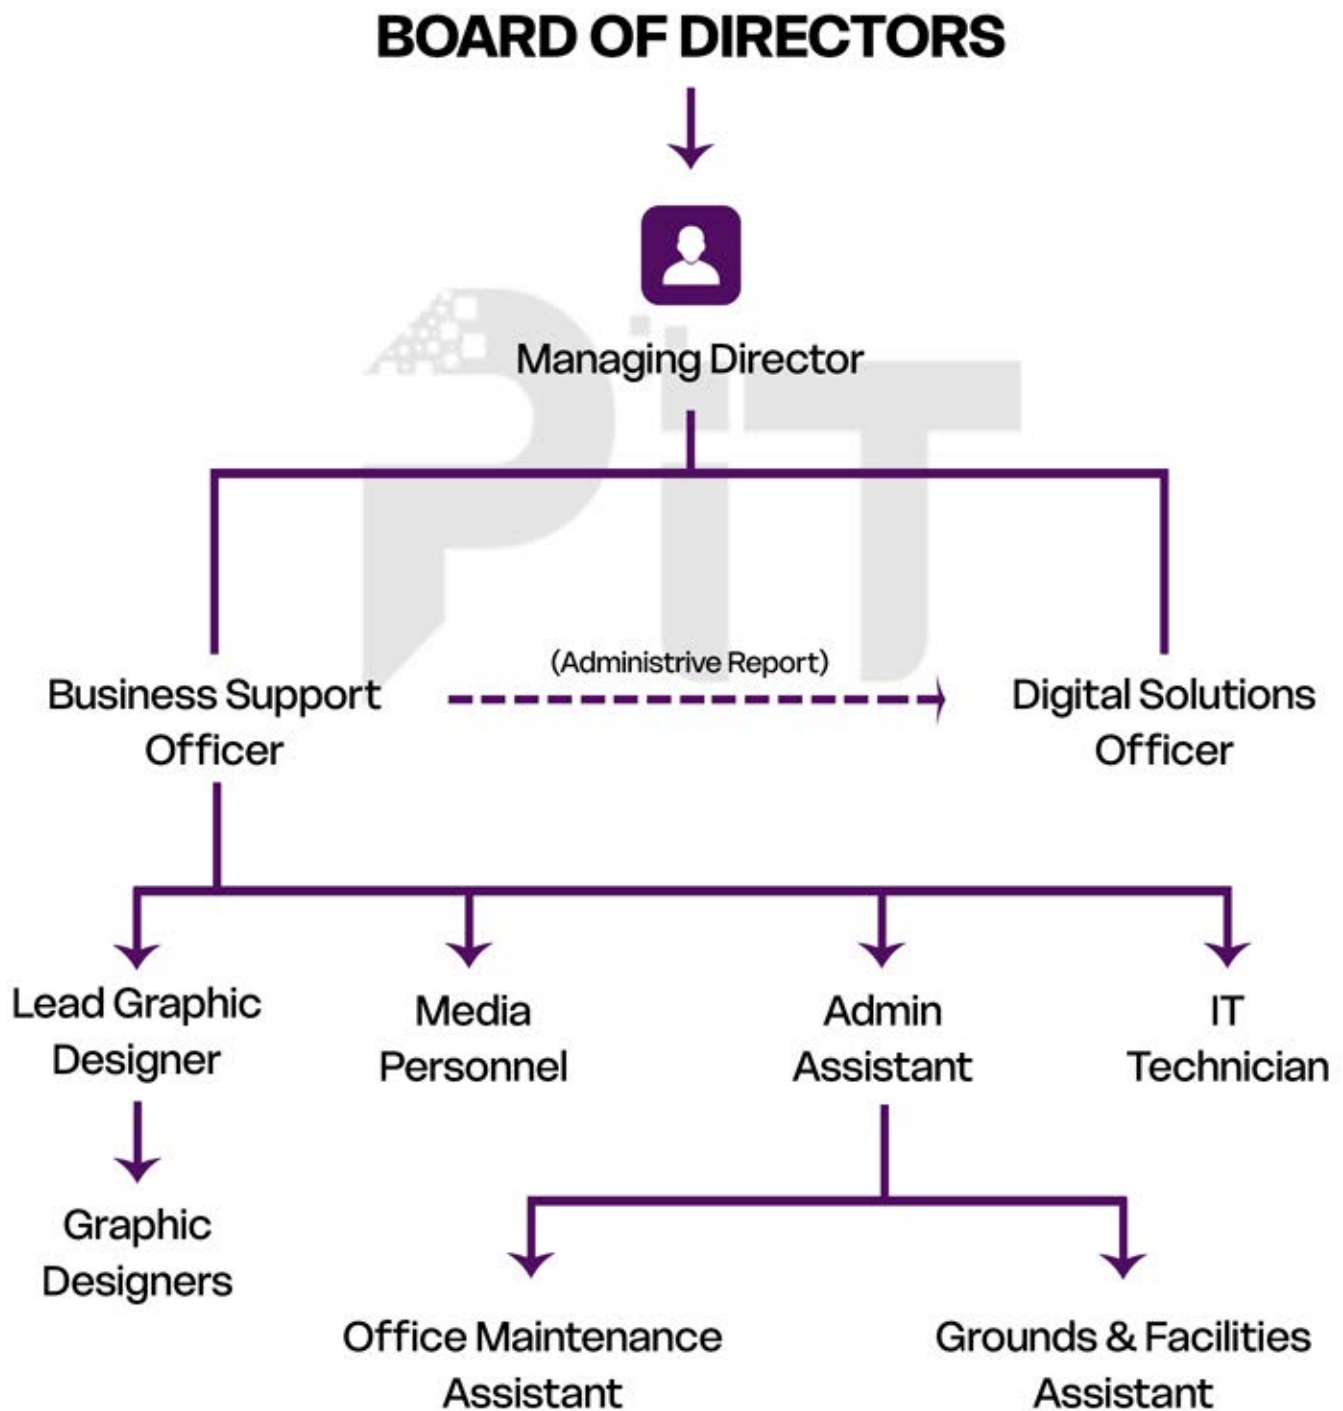 BOARD OF DIRECTORS
PiT
Managing Director
(Administrive Report)
Business Support
Officer
Digital Solutions
Officer
Lead Graphic
Designer
Media
Personnel
Admin
Assistant
IT
Technician
Graphic
Designers
Office Maintenance
Assistant
Grounds & Facilities
Assistant